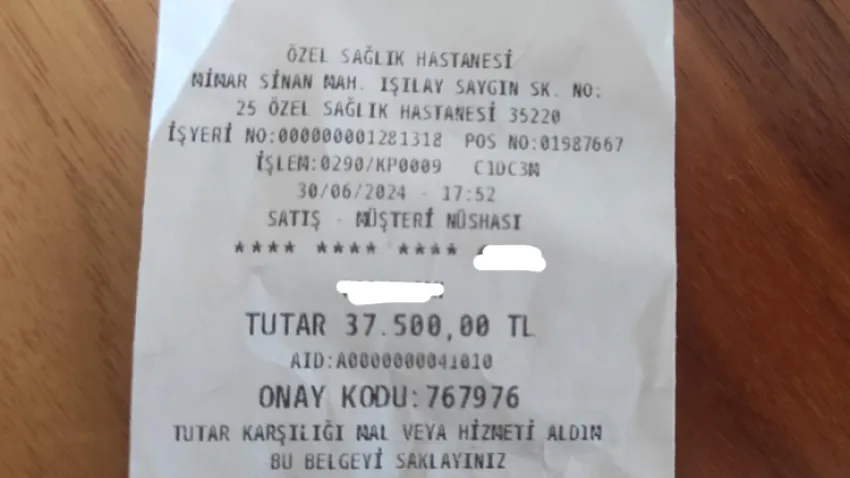 ÖZEL SAĞLIK HASTANESİ
MİMAR SİNAN MAH. IŞILAY SAYGIN SK. NO:
25 ÖZEL SAĞLIK HASTANESİ 35220
İŞYERİ NO:000000001281318 POS NO:01987667
İŞLEM:0290/KP0009 C1DC3M
30/06/2024 - 17:52
SATIŞ - MÜŞTERİ NÜSHASI
**** **** ****
TUTAR 37.500,00 TL
AID:A0000000041010
ONAY KODU:767976
TUTAR KARŞILIĞI MAL VEYA HİZMETİ ALDIM
BU BELGEYİ SAKLAYINIZ